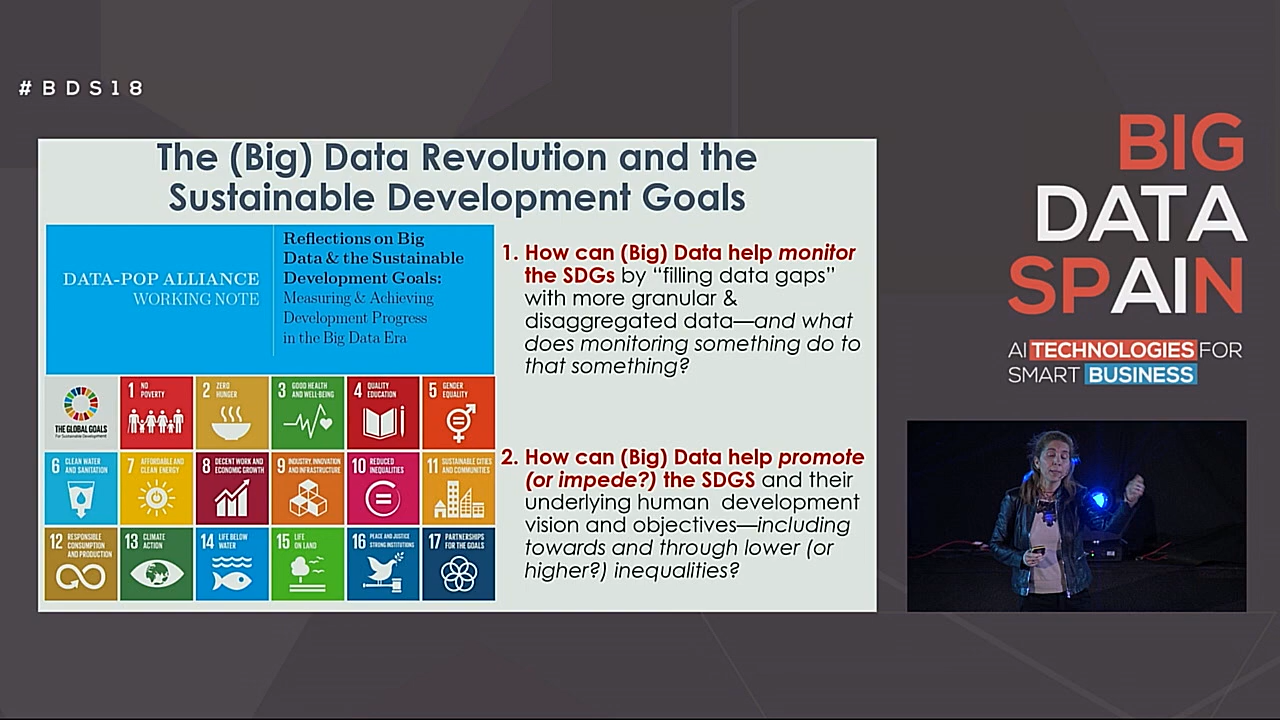 #BDS18
The (Big) Data Revolution and the
Sustainable Development Goals
DATA-POP ALLIANCE
WORKING NOTE
Reflections on Big
Data & the Sustainable
Development Goals:
Measuring & Achieving
Development Progress
in the Big Data Era
THE GLOBAL GOALS
For Sustainable Development
1 NO
POVERTY
2 ZERO
HUNGER
3 GOOD HEALTH
AND WELL-BEING
4 QUALITY
EDUCATION
5 GENDER
EQUALITY
6 CLEAN WATER
AND SANITATION
7 AFFORDABLE AND
CLEAN ENERGY
8 DECENT WORK AND
ECONOMIC GROWTH
9 INDUSTRY, INNOVATION
AND INFRASTRUCTURE
10 REDUCED
INEQUALITIES
11 SUSTAINABLE CITIES
AND COMMUNITIES
12 RESPONSIBLE
CONSUMPTION
AND PRODUCTION
13 CLIMATE
ACTION
14 LIFE BELOW
WATER
15 LIFE
ON LAND
16 PEACE AND JUSTICE
STRONG INSTITUTIONS
17 PARTNERSHIPS
FOR THE GOALS
1. How can (Big) Data help monitor
the SDGs by “filling data gaps”
with more granular &
disaggregated data—and what
does monitoring something do to
that something?
2. How can (Big) Data help promote
(or impede?) the SDGS and their
underlying human development
vision and objectives—including
towards and through lower (or
higher?) inequalities?
BIG
DATA
SPAIN
AI TECHNOLOGIES FOR
SMART BUSINESS